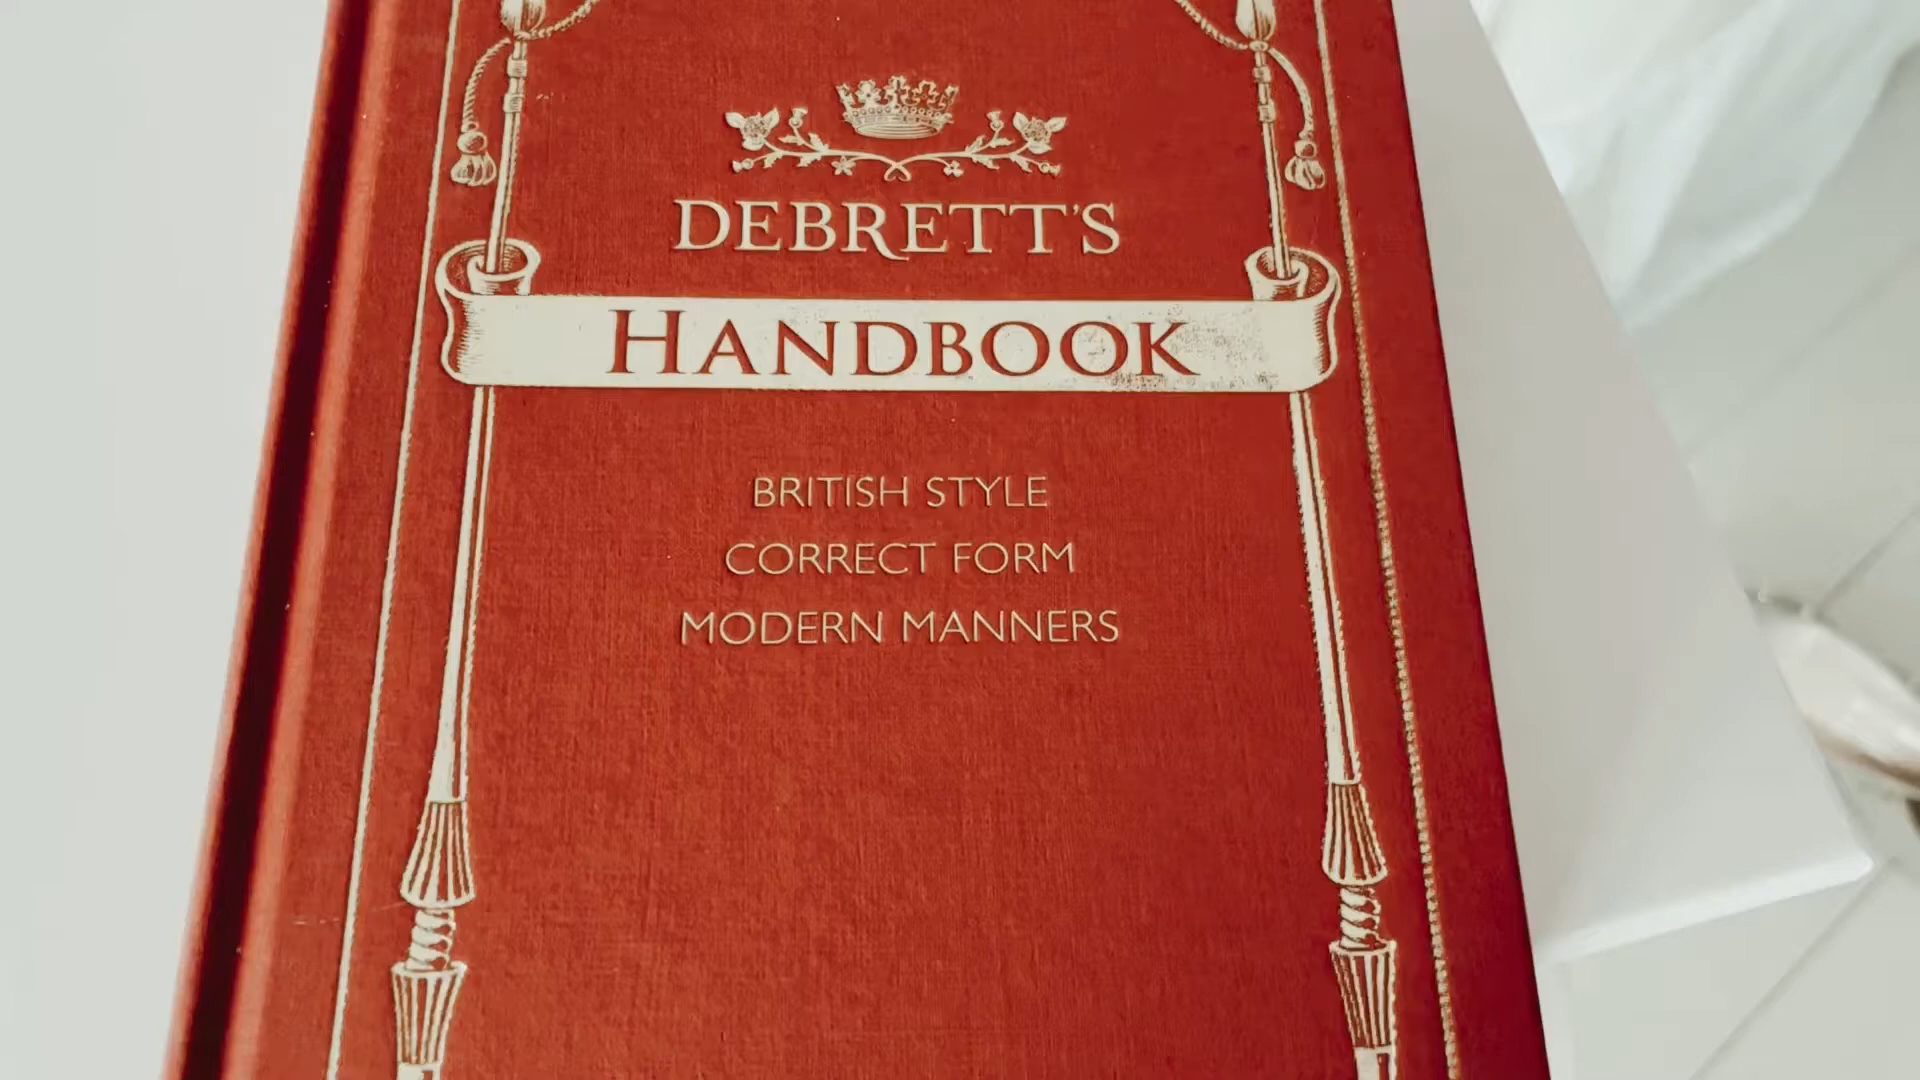 DEBRETT'S
HANDBOOK
BRITISH STYLE
CORRECT FORM
MODERN MANNERS